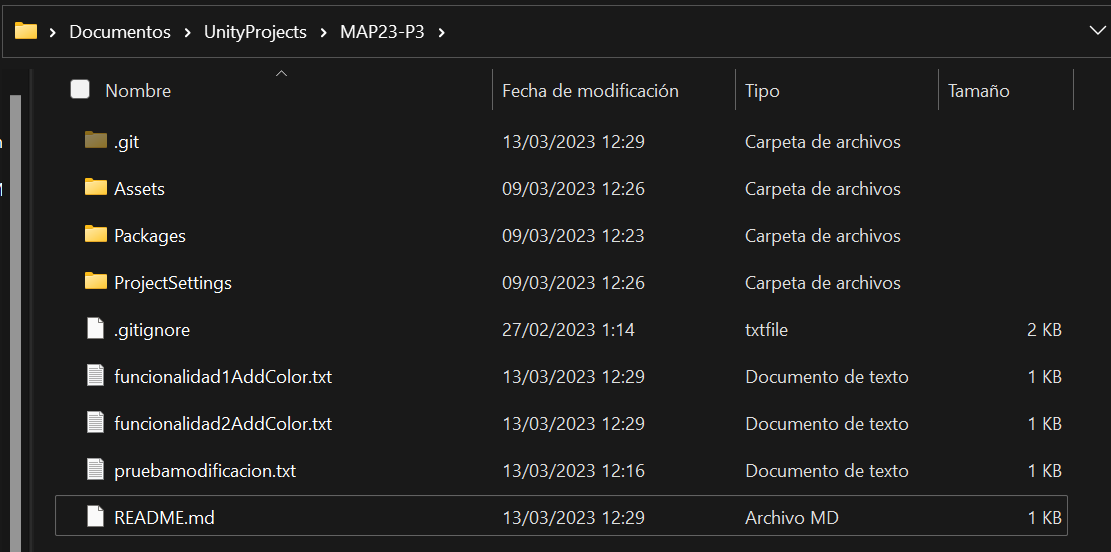 Documentos > UnityProjects > MAP23-P3 >
Nombre Fecha de modificación Tipo Tamaño
.git 13/03/2023 12:29 Carpeta de archivos
Assets 09/03/2023 12:26 Carpeta de archivos
Packages 09/03/2023 12:23 Carpeta de archivos
ProjectSettings 09/03/2023 12:26 Carpeta de archivos
.gitignore 27/02/2023 1:14 txtfile 2 KB
funcionalidad1AddColor.txt 13/03/2023 12:29 Documento de texto 1 KB
funcionalidad2AddColor.txt 13/03/2023 12:29 Documento de texto 1 KB
pruebamodificacion.txt 13/03/2023 12:16 Documento de texto 1 KB
README.md 13/03/2023 12:29 Archivo MD 1 KB